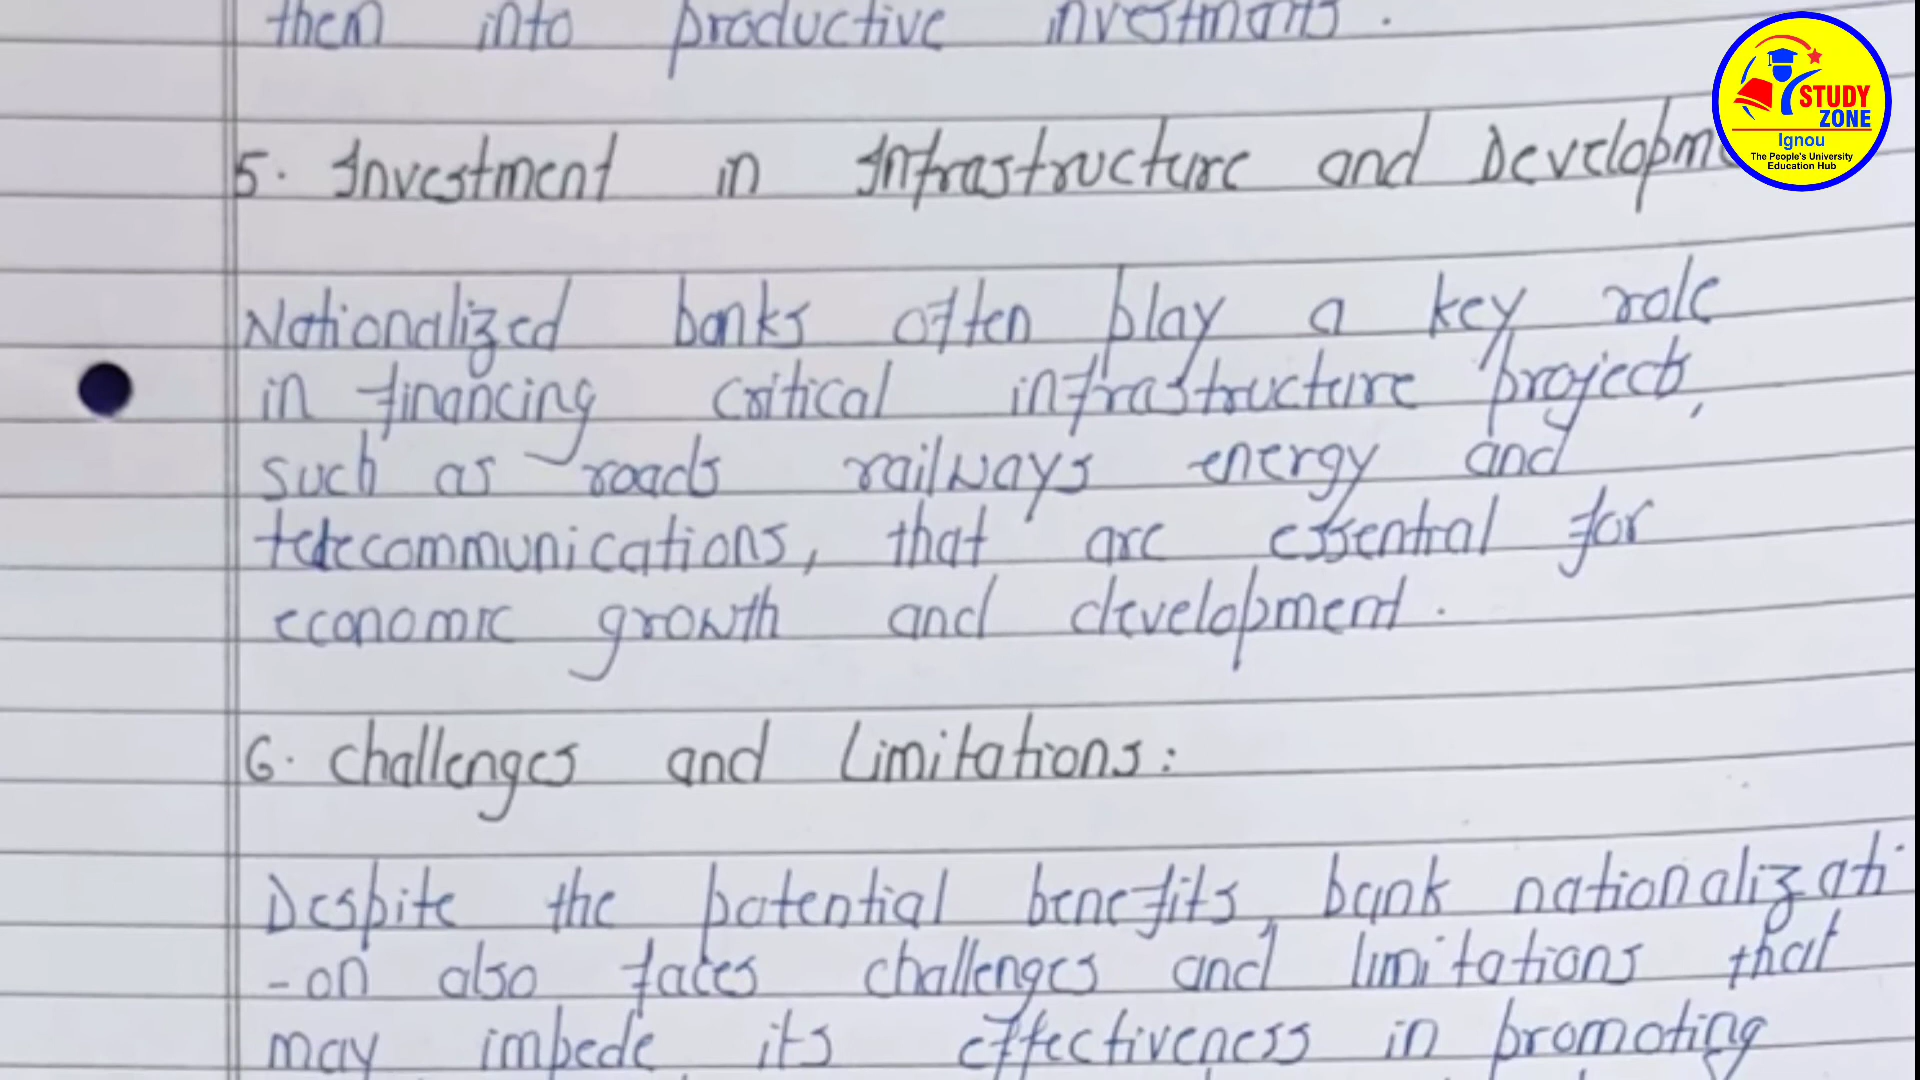 them into productive investments.
5. Investment in Infrastructure and Developm
Nationalized banks often play a key role
in financing critical infrastructure projects,
such as roads railways energy and
telecommunications, that are essential for
economic growth and development.
6. Challenges and Limitations:
Despite the potential benefits, bank nationalizati
-on also faces challenges and limitations that
may impede its effectiveness in promoting
STUDY
ZONE
Ignou
The People's University
Education Hub